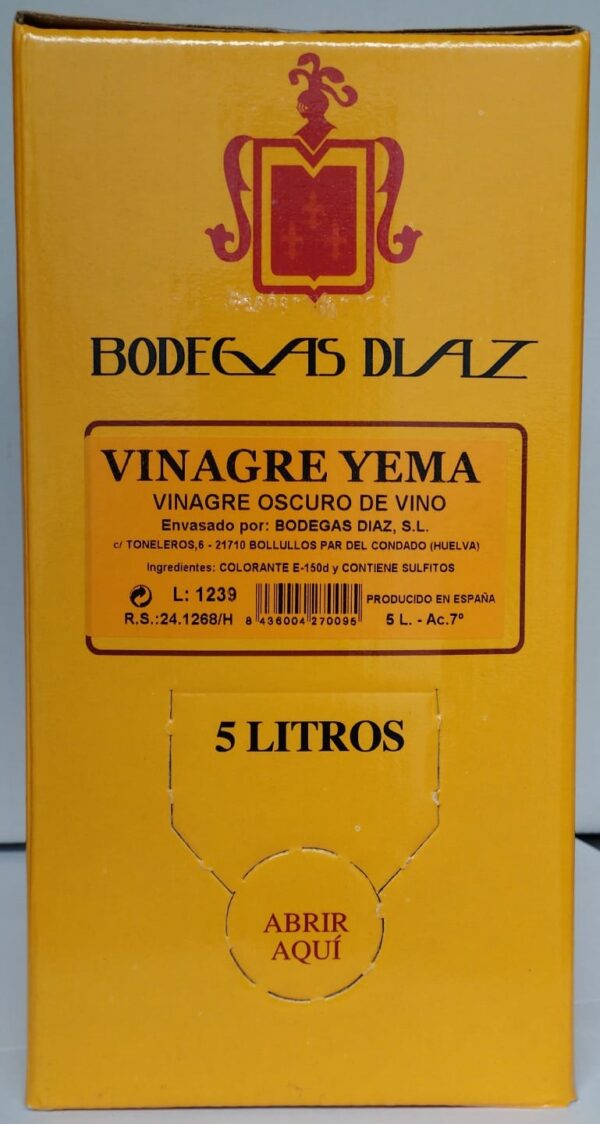 BODEGAS DIAZ
VINAGRE YEMA
VINAGRE OSCURO DE VINO
Envasado por: BODEGAS DIAZ, S.L.
c/ TONELEROS,6 - 21710 BOLLULLOS PAR DEL CONDADO (HUELVA)
Ingredientes: COLORANTE E-150d y CONTIENE SULFITOS
L: 1239
PRODUCIDO EN ESPAÑA
R.S.:24.1268/H
8 436004 270095
5 L. - Ac.7º
5 LITROS
ABRIR
AQUÍ